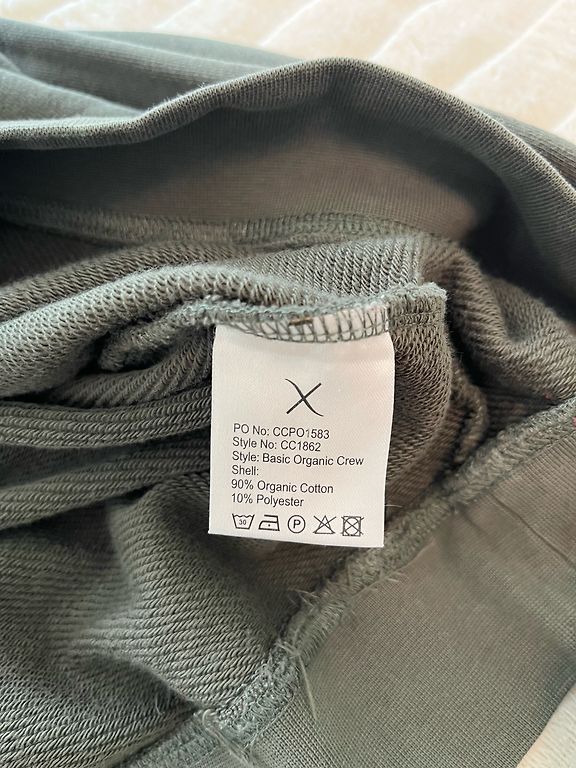 X
PO No: CCPO1583
Style No: CC1862
Style: Basic Organic Crew
Shell:
90% Organic Cotton
10% Polyester
30 P